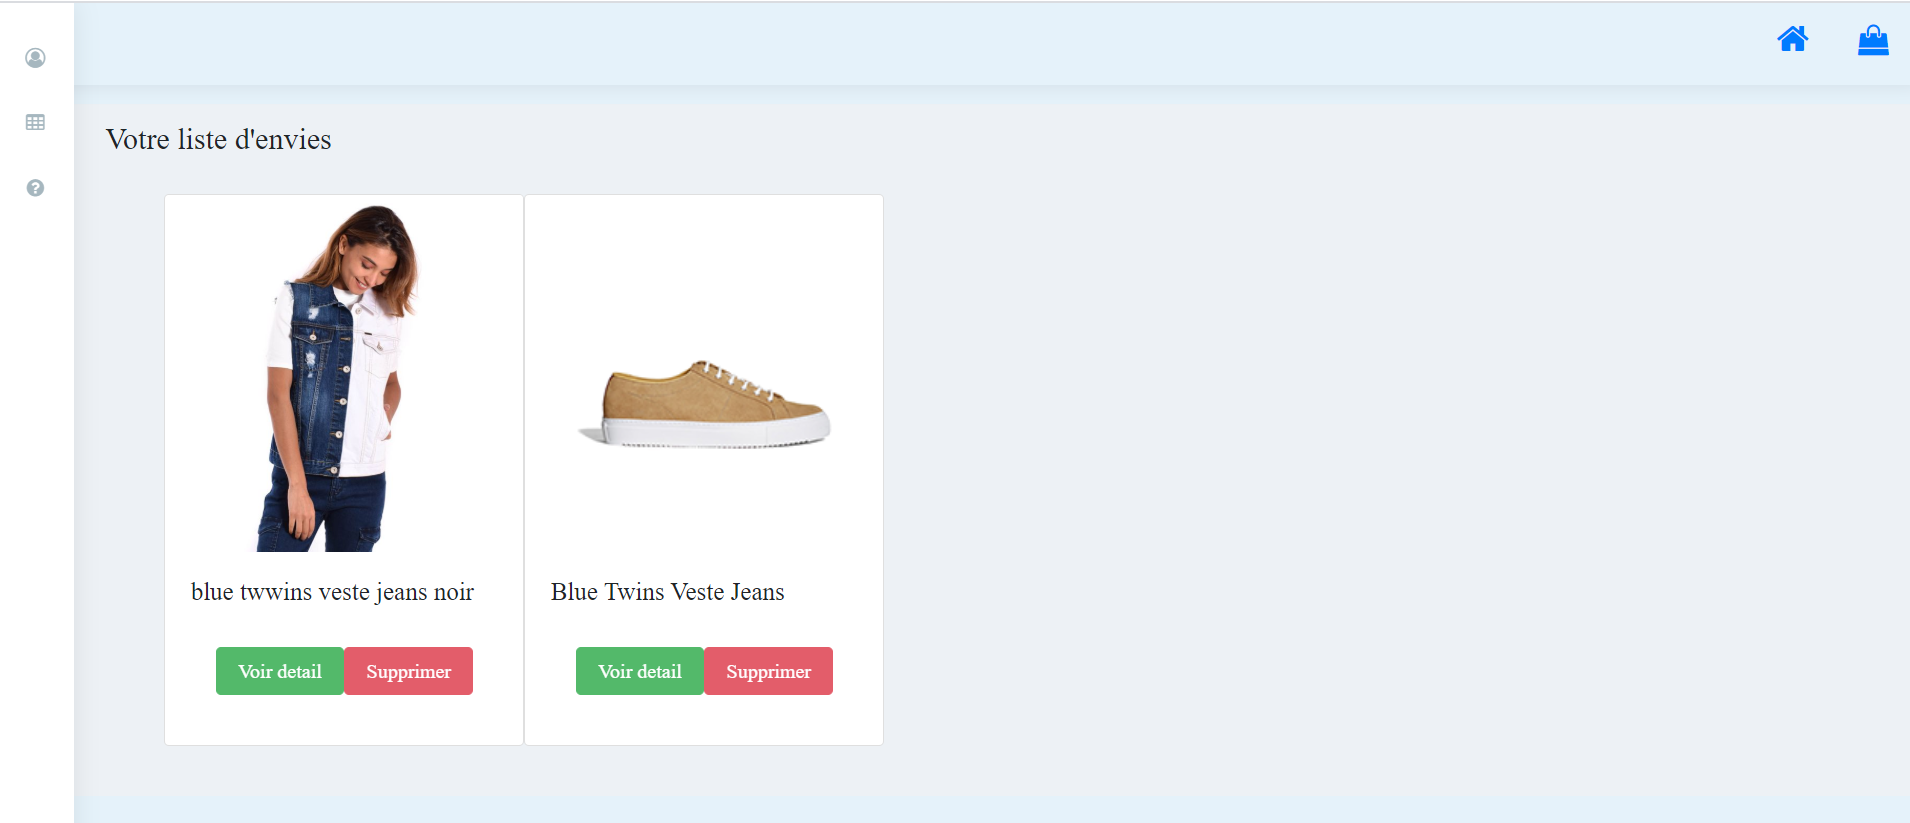 Votre liste d'envies
blue twwins veste jeans noir
Voir detail
Supprimer
Blue Twins Veste Jeans
Voir detail
Supprimer